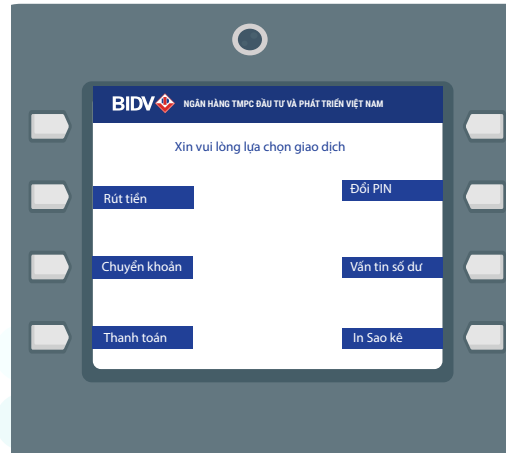 BIDV NGÂN HÀNG TMPC ĐẦU TƯ VÀ PHÁT TRIỂN VIỆT NAM
Xin vui lòng lựa chọn giao dịch
Rút tiền
Đổi PIN
Chuyển khoản
Vấn tin số dư
Thanh toán
In Sao kê